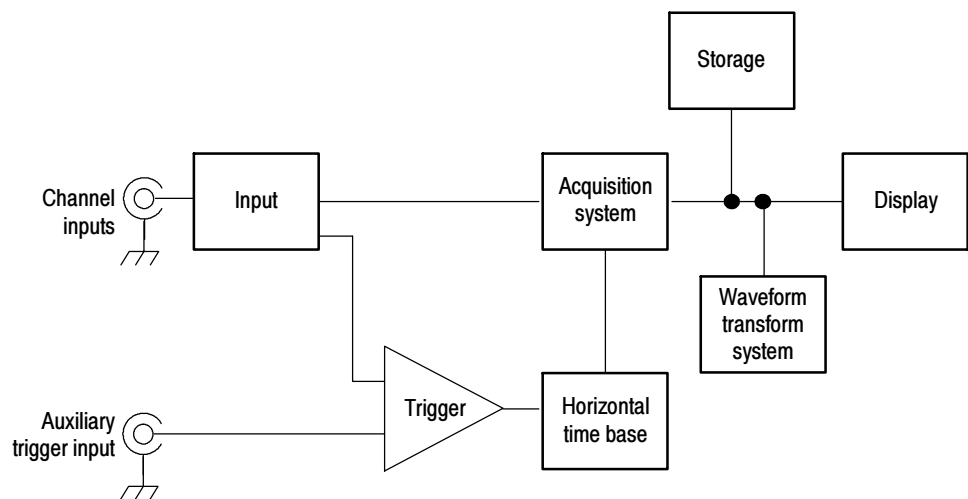 Storage
Channel
inputs
Input
Acquisition
system
Display
Waveform
transform
system
Auxiliary
trigger input
Trigger
Horizontal
time base